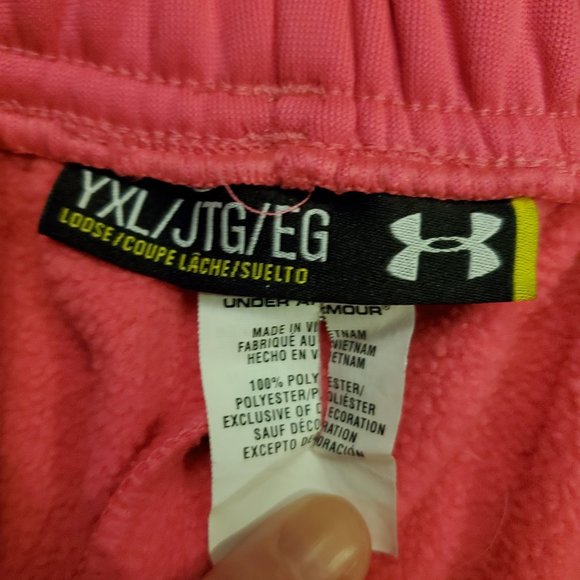 YXL/JTG/EG
LOOSE/COUPE LÂCHE/SUELTO
UNDER ARMOUR®
MADE IN VIETNAM
FABRIQUÉ AU VIETNAM
HECHO EN VIETNAM
100% POLYESTER/
POLYESTER/POLIÉSTER
EXCLUSIVE OF DECORATION
SAUF DÉCORATION
EXCEPTO DECORACIÓN